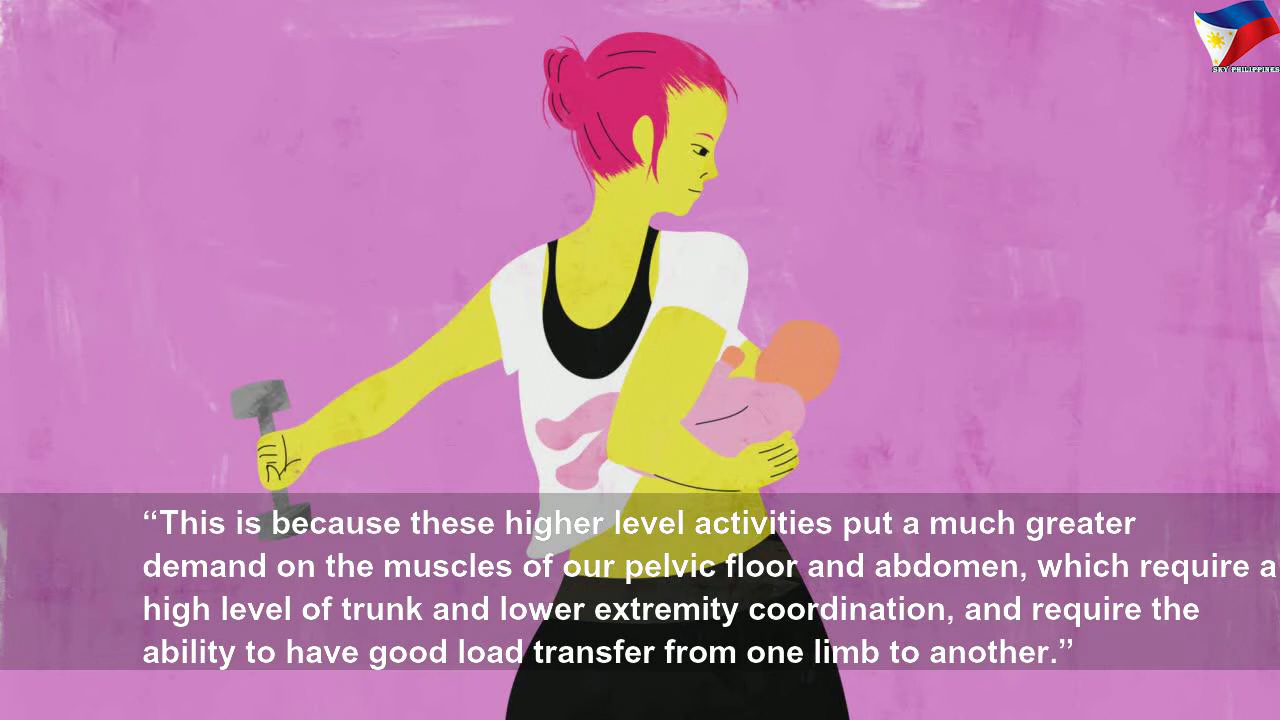 SKY PHILIPPINES
“This is because these higher level activities put a much greater
demand on the muscles of our pelvic floor and abdomen, which require a
high level of trunk and lower extremity coordination, and require the
ability to have good load transfer from one limb to another.”